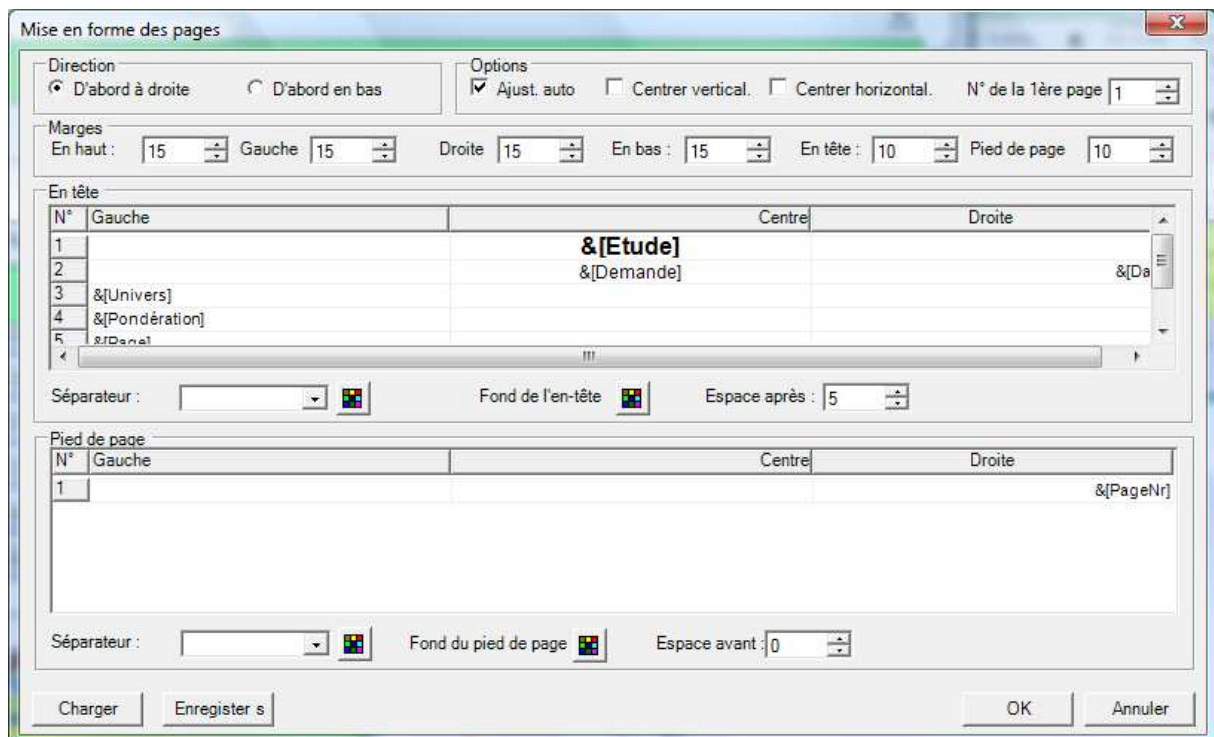 Mise en forme des pages
Direction
D'abord à droite D'abord en bas
Options
Ajust. auto Centrer vertical. Centrer horizontal. N° de la 1ère page 1
Marges
En haut : 15 Gauche 15 Droite 15 En bas : 15 En tête : 10 Pied de page 10
En tête
N° Gauche Centre Droite
1 &[Etude]
2 &[Demande] &[Da
3 &[Univers]
4 &[Pondération]
5 &[Page]
Séparateur : Fond de l'en-tête Espace après : 5
Pied de page
N° Gauche Centre Droite
1 &[PageNr]
Séparateur : Fond du pied de page Espace avant : 0
Charger Enregister s OK Annuler